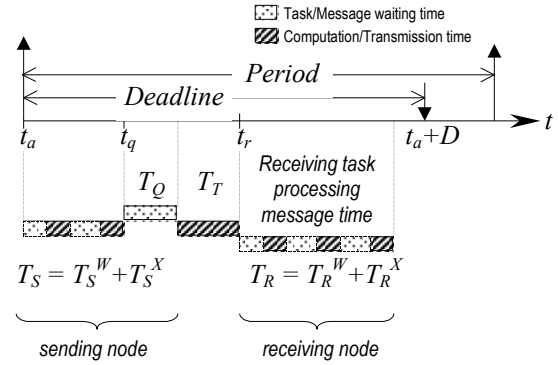 Task/Message waiting time
Computation/Transmission time
Period
Deadline
t_a t_q t_r t_a+D t
T_Q T_T Receiving task
processing
message time
T_S = T_S^W+T_S^X T_R = T_R^W+T_R^X
sending node receiving node